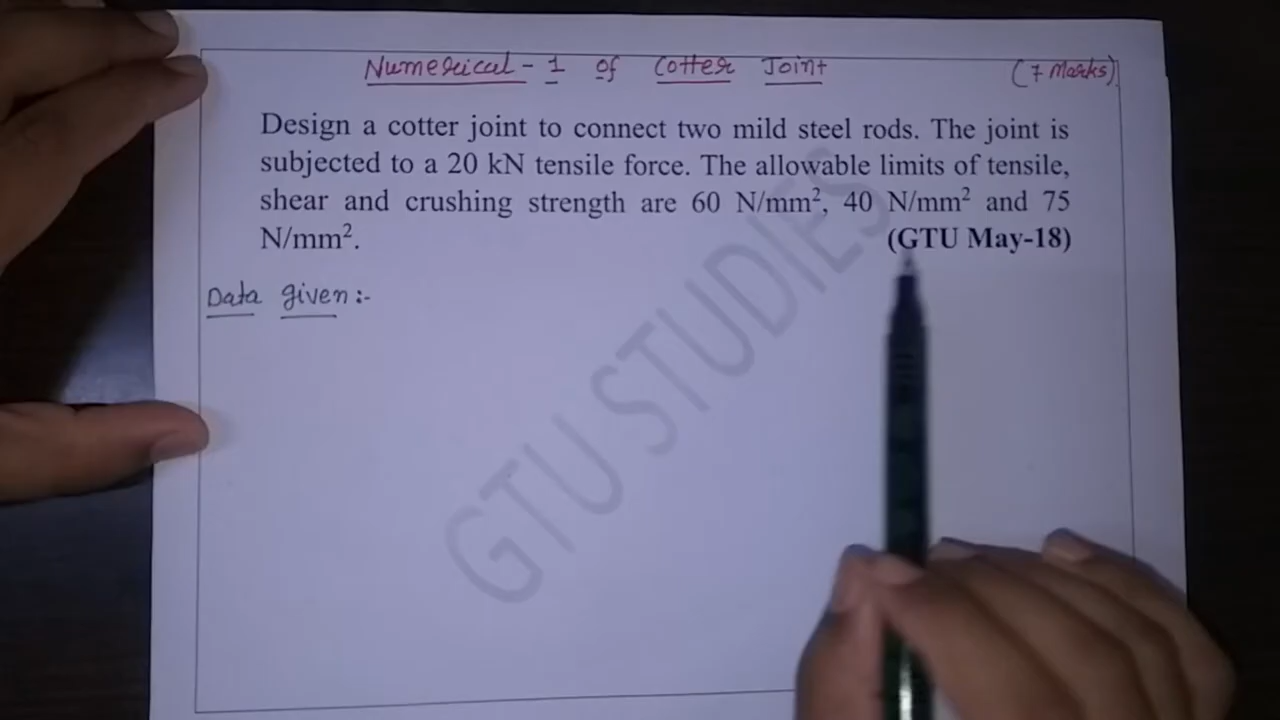 Numerical - 1 of Cotter Joint (7 Marks)
Design a cotter joint to connect two mild steel rods. The joint is
subjected to a 20 kN tensile force. The allowable limits of tensile,
shear and crushing strength are 60 N/mm², 40 N/mm² and 75
N/mm². (GTU May-18)
Data given:-
GTU STUDIES